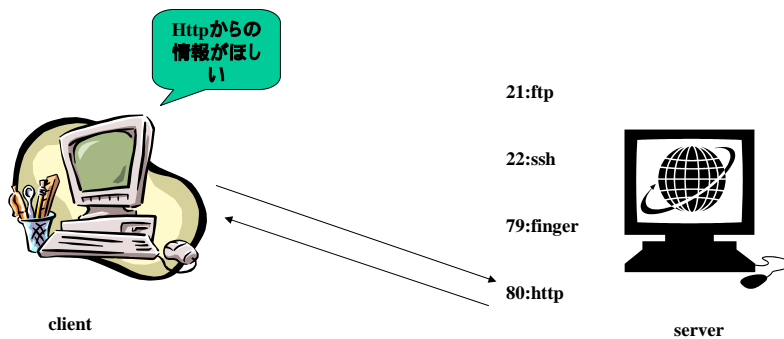 Httpからの
情報がほし
い
21:ftp
22:ssh
79:finger
80:http
client
server